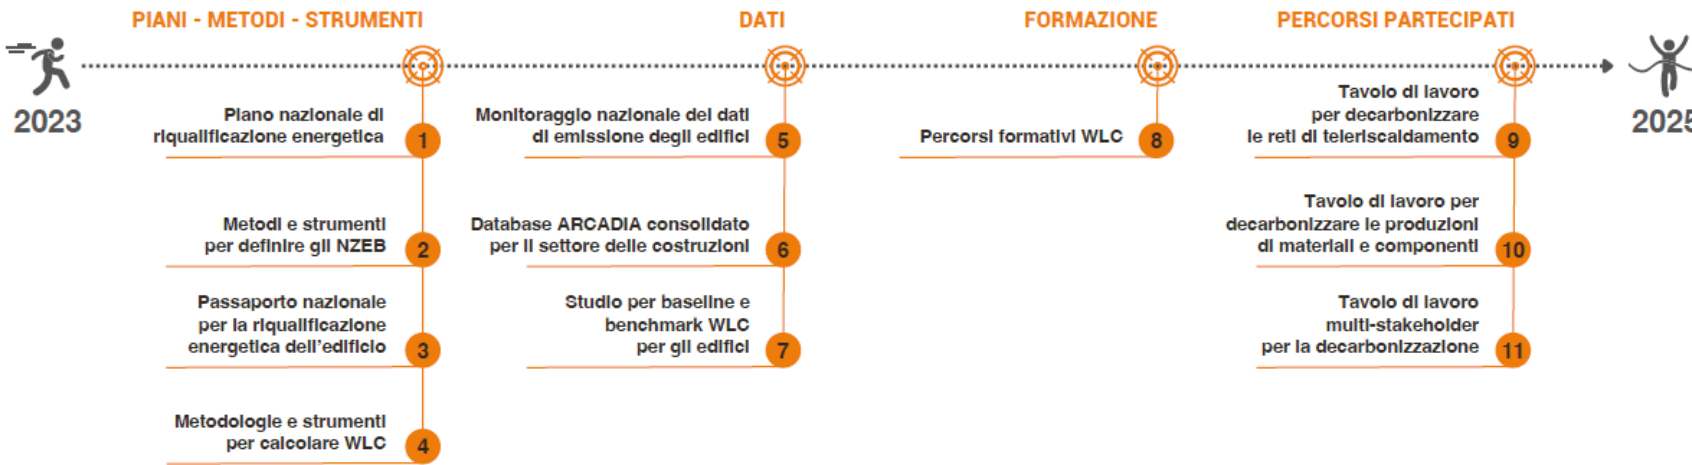 PIANI - METODI - STRUMENTI
DATI
FORMAZIONE
PERCORSI PARTECIPATI
2023
2025
Piano nazionale di
riqualificazione energetica
1
Metodi e strumenti
per definire gli NZEB
2
Passaporto nazionale
per la riqualificazione
energetica dell'edificio
3
Metodologie e strumenti
per calcolare WLC
4
Monitoraggio nazionale dei dati
di emissione degli edifici
5
Database ARCADIA consolidato
per il settore delle costruzioni
6
Studio per baseline e
benchmark WLC
per gli edifici
7
Percorsi formativi WLC
8
Tavolo di lavoro
per decarbonizzare
le reti di teleriscaldamento
9
Tavolo di lavoro per
decarbonizzare le produzioni
di materiali e componenti
10
Tavolo di lavoro
multi-stakeholder
per la decarbonizzazione
11